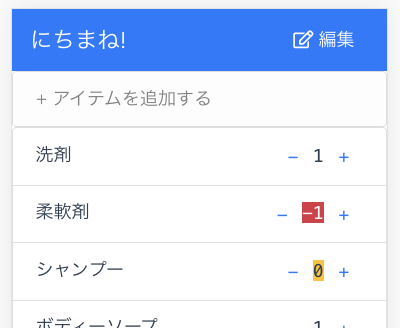 にちまね! 編集
+ アイテムを追加する
洗剤 − 1 +
柔軟剤 − −1 +
シャンプー − 0 +
ボディーソープ 1 +